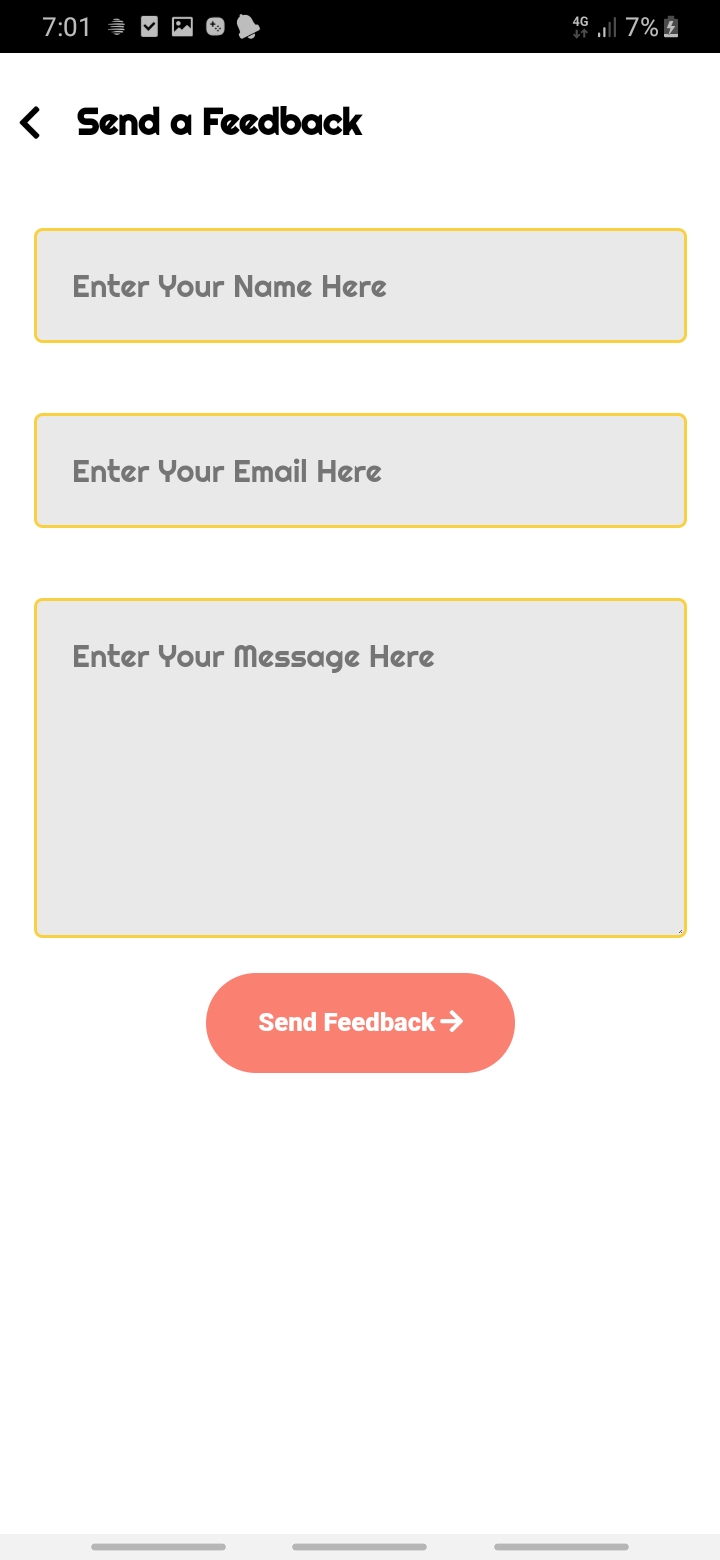 7:01 4G 7%
Send a Feedback
Enter Your Name Here
Enter Your Email Here
Enter Your Message Here
Send Feedback→